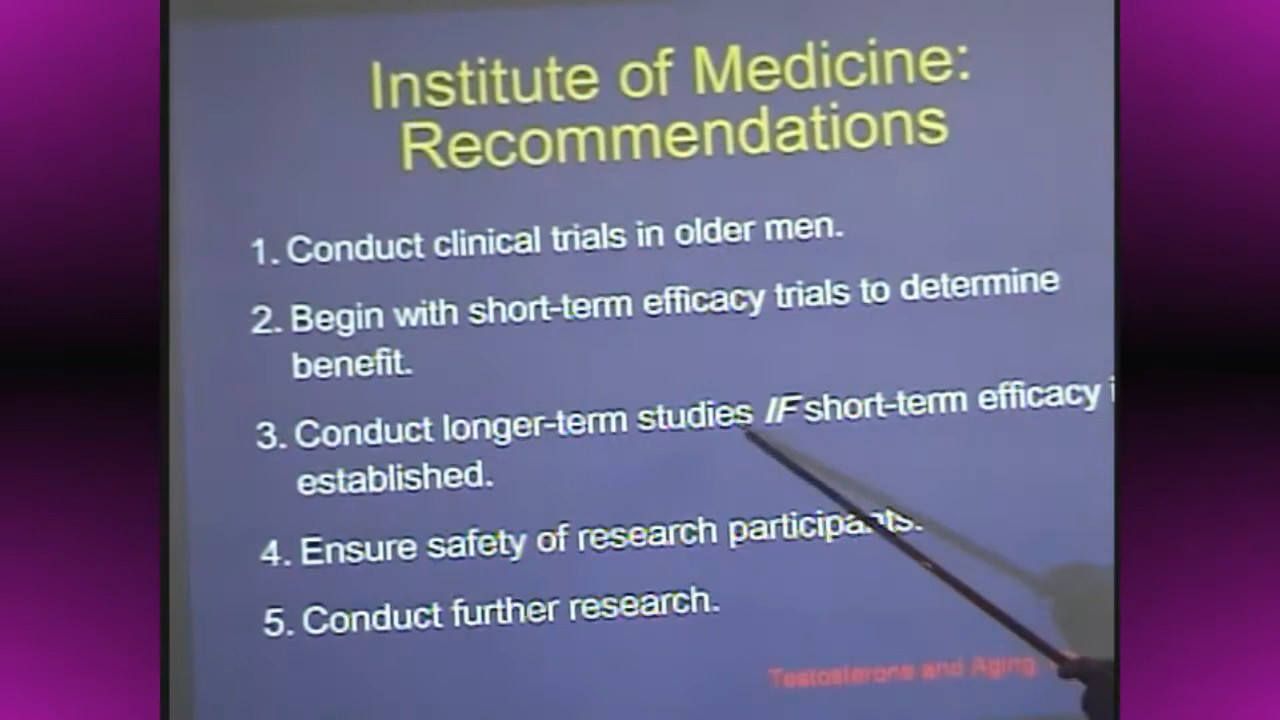 Institute of Medicine:
Recommendations
1. Conduct clinical trials in older men.
2. Begin with short-term efficacy trials to determine
benefit.
3. Conduct longer-term studies IF short-term efficacy
established.
4. Ensure safety of research participants.
5. Conduct further research.
Testosterone and Aging